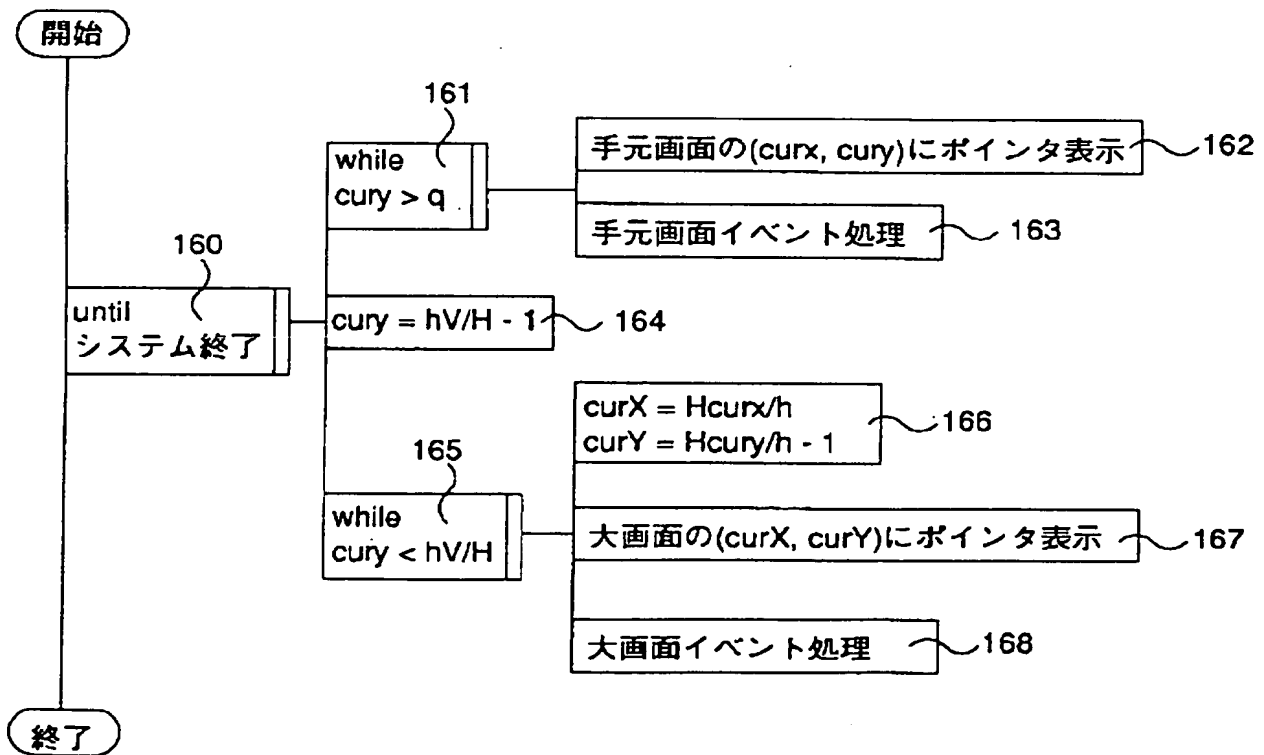 開始
161
while
cury > q
手元画面の(curx, cury)にポインタ表示
162
手元画面イベント処理
163
160
until
システム終了
cury = hV/H - 1
164
165
while
cury < hV/H
curX = Hcurx/h
curY = Hcury/h - 1
166
大画面の(curX, curY)にポインタ表示
167
大画面イベント処理
168
終了